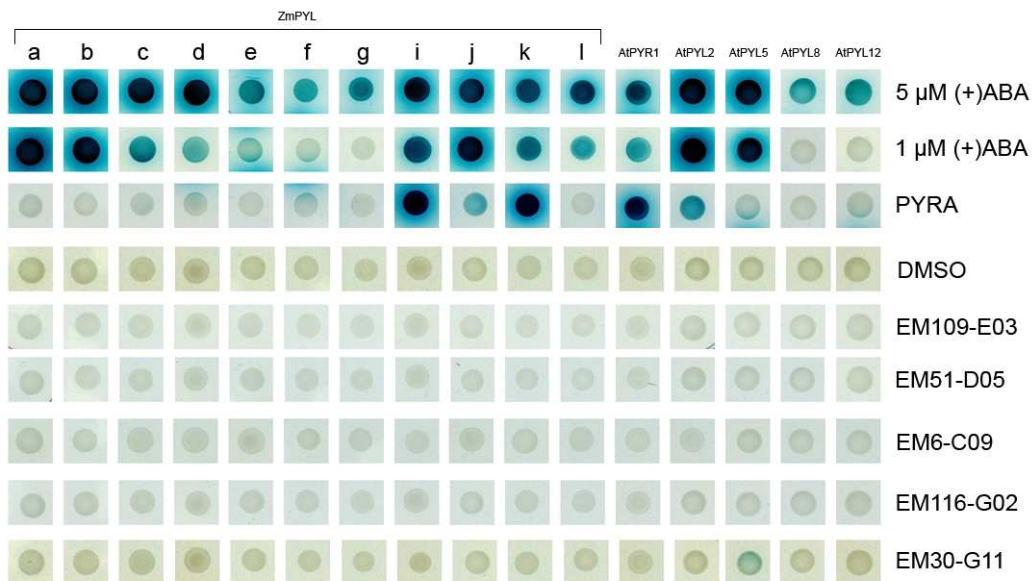 ZmPYL
a b c d e f g i j k l AtPYR1 AtPYL2 AtPYL5 AtPYL8 AtPYL12
5 µM (+)ABA
1 µM (+)ABA
PYRA
DMSO
EM109-E03
EM51-D05
EM6-C09
EM116-G02
EM30-G11